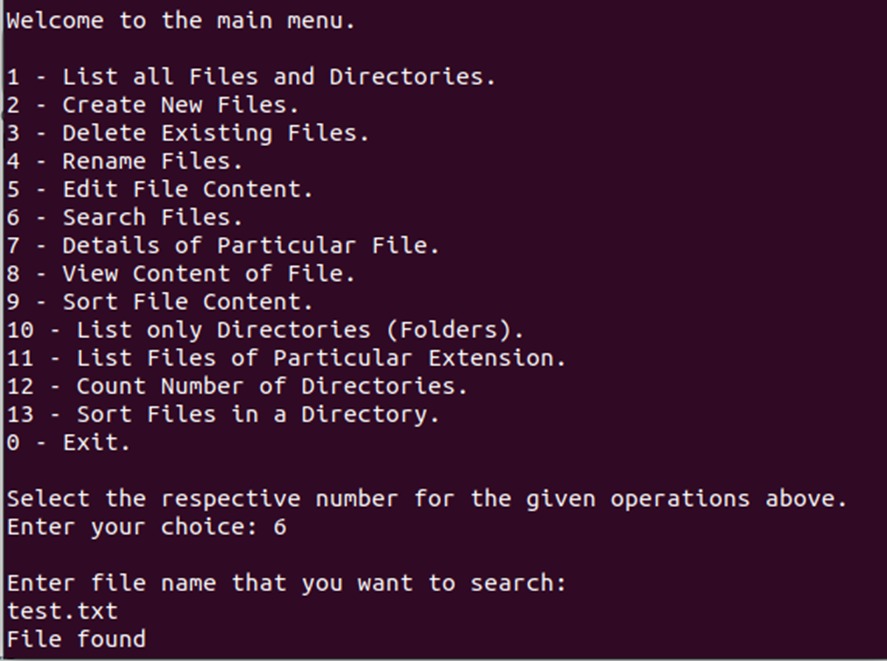 Welcome to the main menu.
1 - List all Files and Directories.
2 - Create New Files.
3 - Delete Existing Files.
4 - Rename Files.
5 - Edit File Content.
6 - Search Files.
7 - Details of Particular File.
8 - View Content of File.
9 - Sort File Content.
10 - List only Directories (Folders).
11 - List Files of Particular Extension.
12 - Count Number of Directories.
13 - Sort Files in a Directory.
0 - Exit.
Select the respective number for the given operations above.
Enter your choice: 6
Enter file name that you want to search:
test.txt
File found